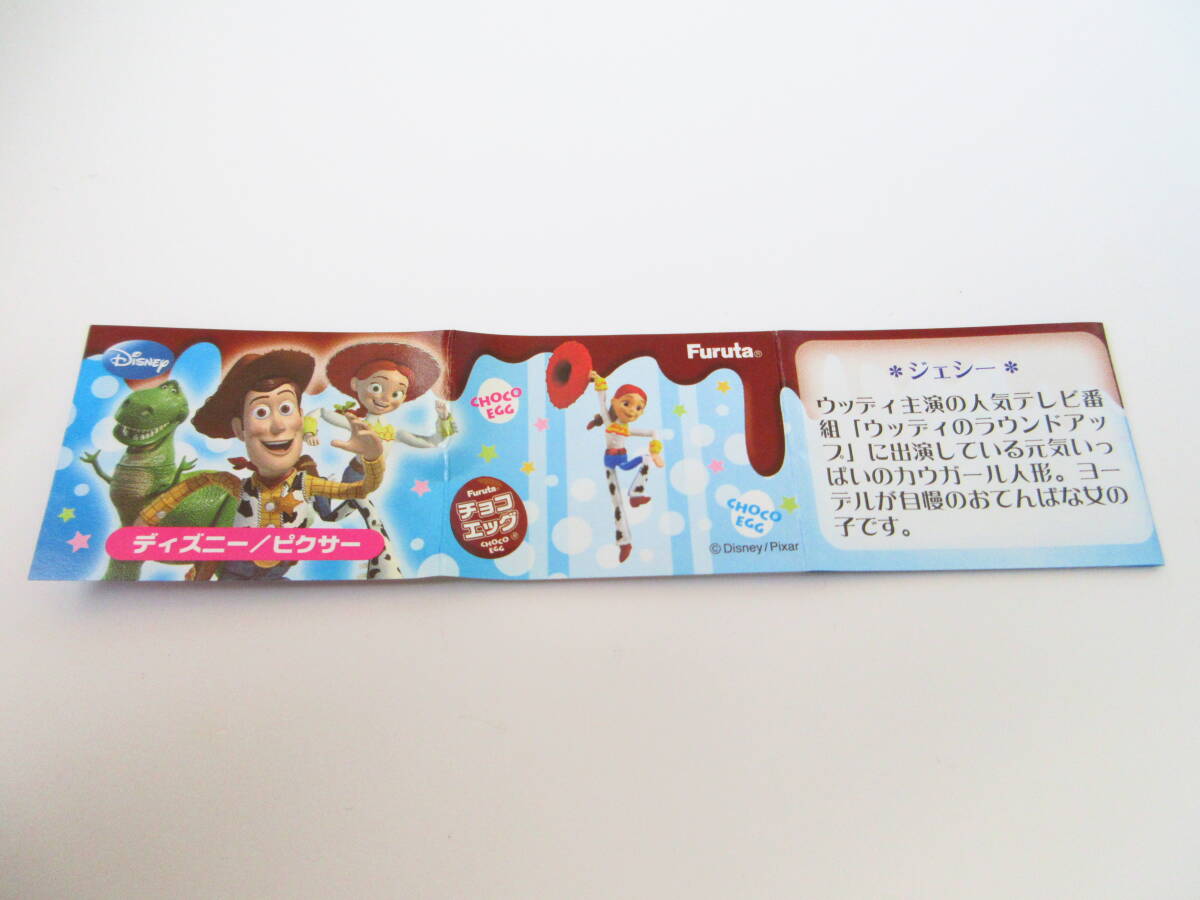 Disney
ディズニー/ピクサー
CHOCO
EGG
Furuta
チョコ
エッグ®
CHOCO
EGG
Furuta®
CHOCO
EGG
©Disney/Pixar
*ジェシー*
ウッディ主演の人気テレビ番
組「ウッディのラウンドアッ
プ」に出演している元気いっ
ぱいのカウガール人形。ヨー
デルが自慢のおてんばな女の
子です。